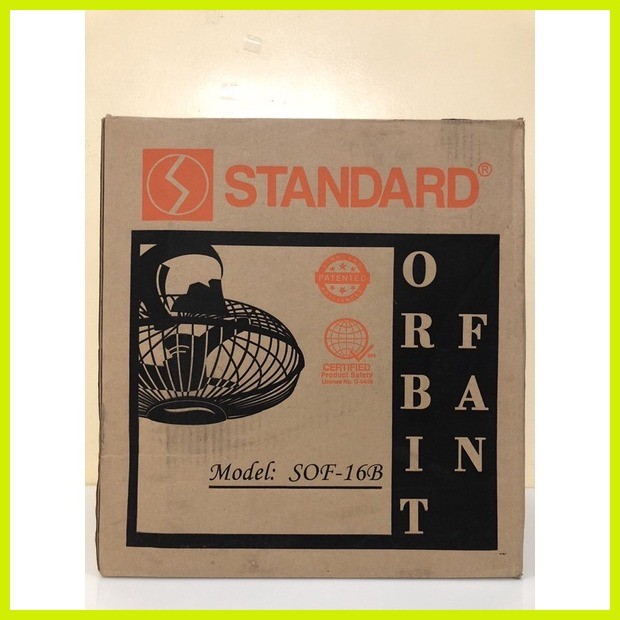 STANDARD®
PATENTED
CERTIFIED
Product Safety
ORBIT
FAN
Model: SOF-16B